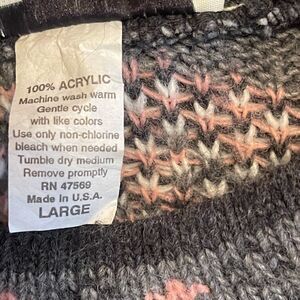 100% ACRYLIC
Machine wash warm
Gentle cycle
with like colors
Use only non-chlorine
bleach when needed
Tumble dry medium
Remove promptly
RN 47569
Made in U.S.A.
LARGE